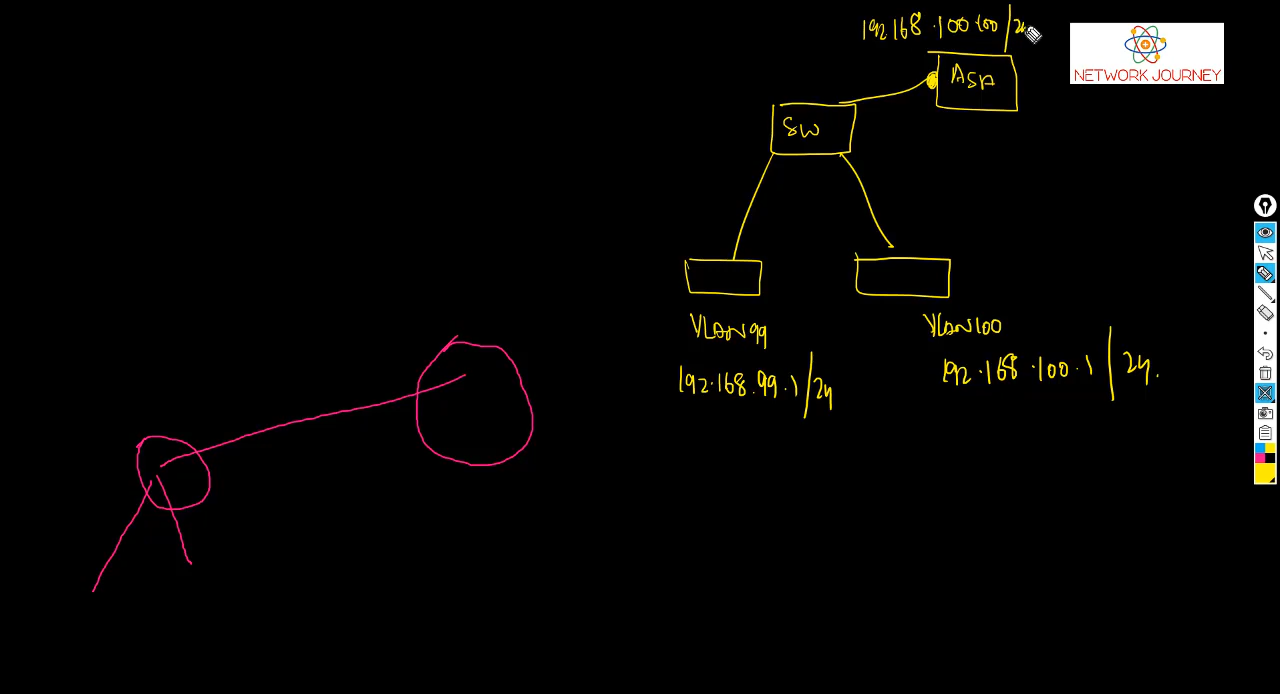 192 168 . 100 100 / 24
NETWORK JOURNEY
ASA
SW
VLAN99
VLAN100
192.168.99.1 / 24
192.168.100.1 / 24.